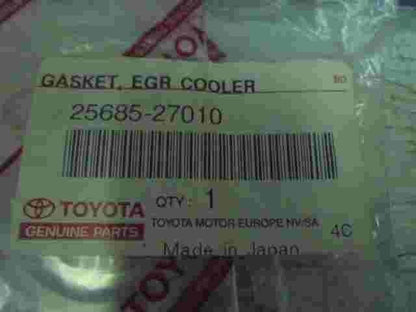 GASKET, EGR COOLER
25685-27010
QTY: 1
TOYOTA
GENUINE PARTS
TOYOTA MOTOR EUROPE NV/SA
4C
Made in Japan